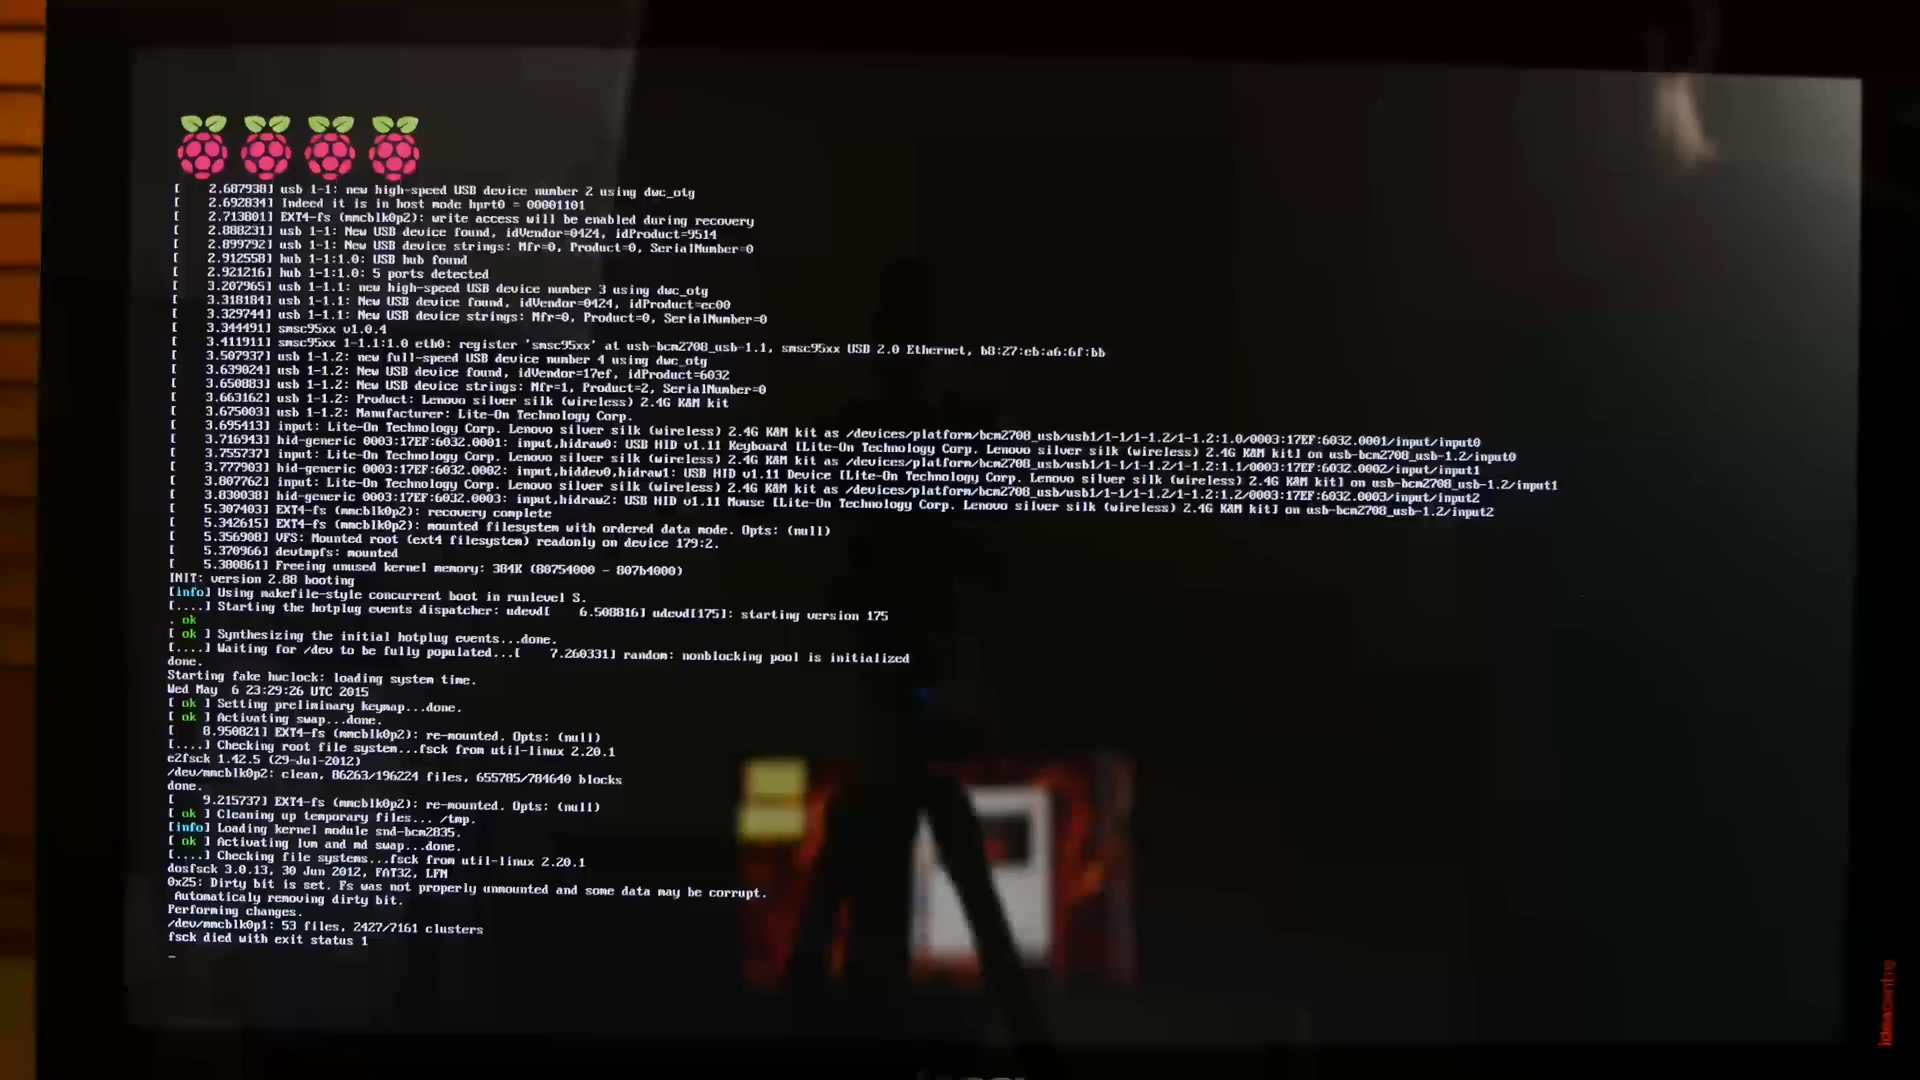 [    2.687938] usb 1-1: new high-speed USB device number 2 using dwc_otg
[    2.692834] Indeed it is in host mode hprt0 = 00001101
[    2.713801] EXT4-fs (mmcblk0p2): write access will be enabled during recovery
[    2.888231] usb 1-1: New USB device found, idVendor=0424, idProduct=9514
[    2.899792] usb 1-1: New USB device strings: Mfr=0, Product=0, SerialNumber=0
[    2.912558] hub 1-1:1.0: USB hub found
[    2.921216] hub 1-1:1.0: 5 ports detected
[    3.207965] usb 1-1.1: new high-speed USB device number 3 using dwc_otg
[    3.318184] usb 1-1.1: New USB device found, idVendor=0424, idProduct=ec00
[    3.329744] usb 1-1.1: New USB device strings: Mfr=0, Product=0, SerialNumber=0
[    3.344491] smsc95xx v1.0.4
[    3.411911] smsc95xx 1-1.1:1.0 eth0: register 'smsc95xx' at usb-bcm2708_usb-1.1, smsc95xx USB 2.0 Ethernet, b8:27:eb:a6:6f:bb
[    3.507937] usb 1-1.2: new full-speed USB device number 4 using dwc_otg
[    3.639024] usb 1-1.2: New USB device found, idVendor=17ef, idProduct=6032
[    3.650883] usb 1-1.2: New USB device strings: Mfr=1, Product=2, SerialNumber=0
[    3.663162] usb 1-1.2: Product: Lenovo silver silk (wireless) 2.4G K&M kit
[    3.675003] usb 1-1.2: Manufacturer: Lite-On Technology Corp.
[    3.695413] input: Lite-On Technology Corp. Lenovo silver silk (wireless) 2.4G K&M kit as /devices/platform/bcm2708_usb/usb1/1-1/1-1.2/1-1.2:1.0/0003:17EF:6032.0001/input/input0
[    3.716943] hid-generic 0003:17EF:6032.0001: input,hidraw0: USB HID v1.11 Keyboard [Lite-On Technology Corp. Lenovo silver silk (wireless) 2.4G K&M kit] on usb-bcm2708_usb-1.2/input0
[    3.755737] input: Lite-On Technology Corp. Lenovo silver silk (wireless) 2.4G K&M kit as /devices/platform/bcm2708_usb/usb1/1-1/1-1.2/1-1.2:1.1/0003:17EF:6032.0002/input/input1
[    3.777903] hid-generic 0003:17EF:6032.0002: input,hiddev0,hidraw1: USB HID v1.11 Device [Lite-On Technology Corp. Lenovo silver silk (wireless) 2.4G K&M kit] on usb-bcm2708_usb-1.2/input1
[    3.807762] input: Lite-On Technology Corp. Lenovo silver silk (wireless) 2.4G K&M kit as /devices/platform/bcm2708_usb/usb1/1-1/1-1.2/1-1.2:1.2/0003:17EF:6032.0003/input/input2
[    3.830038] hid-generic 0003:17EF:6032.0003: input,hidraw2: USB HID v1.11 Mouse [Lite-On Technology Corp. Lenovo silver silk (wireless) 2.4G K&M kit] on usb-bcm2708_usb-1.2/input2
[    5.307403] EXT4-fs (mmcblk0p2): recovery complete
[    5.342615] EXT4-fs (mmcblk0p2): mounted filesystem with ordered data mode. Opts: (null)
[    5.356908] VFS: Mounted root (ext4 filesystem) readonly on device 179:2.
[    5.370966] devtmpfs: mounted
[    5.380861] Freeing unused kernel memory: 384K (80754000 - 807b4000)
INIT: version 2.88 booting
[info] Using makefile-style concurrent boot in runlevel S.
[....] Starting the hotplug events dispatcher: udevd[    6.508816] udevd[175]: starting version 175
. ok
[ ok ] Synthesizing the initial hotplug events...done.
[....] Waiting for /dev to be fully populated...[    7.260331] random: nonblocking pool is initialized
done.
Starting fake hwclock: loading system time.
Wed May  6 23:29:26 UTC 2015
[ ok ] Setting preliminary keymap...done.
[ ok ] Activating swap...done.
[    8.950821] EXT4-fs (mmcblk0p2): re-mounted. Opts: (null)
[....] Checking root file system...fsck from util-linux 2.20.1
e2fsck 1.42.5 (29-Jul-2012)
/dev/mmcblk0p2: clean, 86263/196224 files, 655785/784640 blocks
done.
[    9.215737] EXT4-fs (mmcblk0p2): re-mounted. Opts: (null)
[ ok ] Cleaning up temporary files... /tmp.
[info] Loading kernel module snd-bcm2835.
[ ok ] Activating lvm and md swap...done.
[....] Checking file systems...fsck from util-linux 2.20.1
dosfsck 3.0.13, 30 Jun 2012, FAT32, LFN
0x25: Dirty bit is set. Fs was not properly unmounted and some data may be corrupt.
 Automaticaly removing dirty bit.
Performing changes.
/dev/mmcblk0p1: 53 files, 2427/7161 clusters
fsck died with exit status 1
_
ideacentre